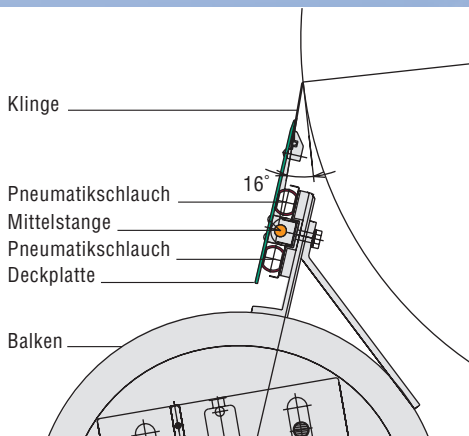 Klinge
16°
Pneumatikschlauch
Mittelstange
Pneumatikschlauch
Deckplatte
Balken